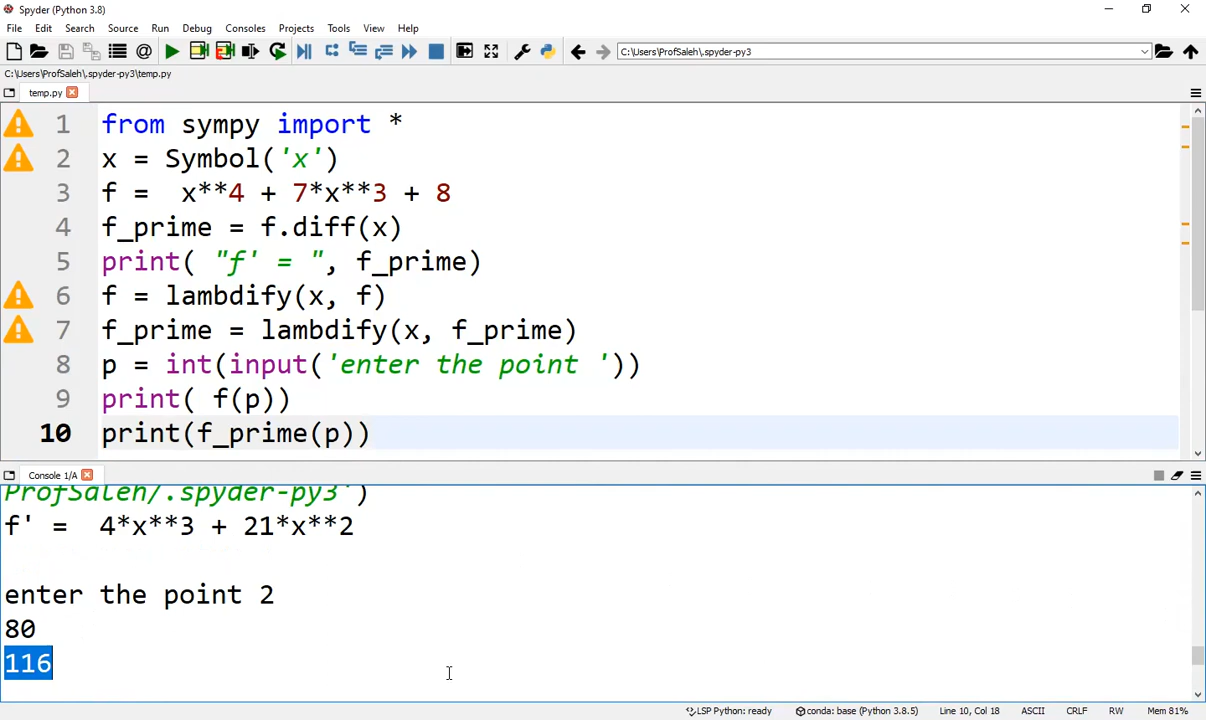 Spyder (Python 3.8)
File Edit Search Source Run Debug Consoles Projects Tools View Help
C:\Users\ProfSaleh\.spyder-py3
C:\Users\ProfSaleh\.spyder-py3\temp.py
temp.py
1 from sympy import *
2 x = Symbol('x')
3 f =  x**4 + 7*x**3 + 8
4 f_prime = f.diff(x)
5 print( "f' = ", f_prime)
6 f = lambdify(x, f)
7 f_prime = lambdify(x, f_prime)
8 p = int(input('enter the point '))
9 print( f(p))
10 print(f_prime(p))
Console 1/A
ProfSaleh/.spyder-py3')
f' =  4*x**3 + 21*x**2
enter the point 2
80
116
LSP Python: ready conda: base (Python 3.8.5) Line 10, Col 18 ASCII CRLF RW Mem 81%